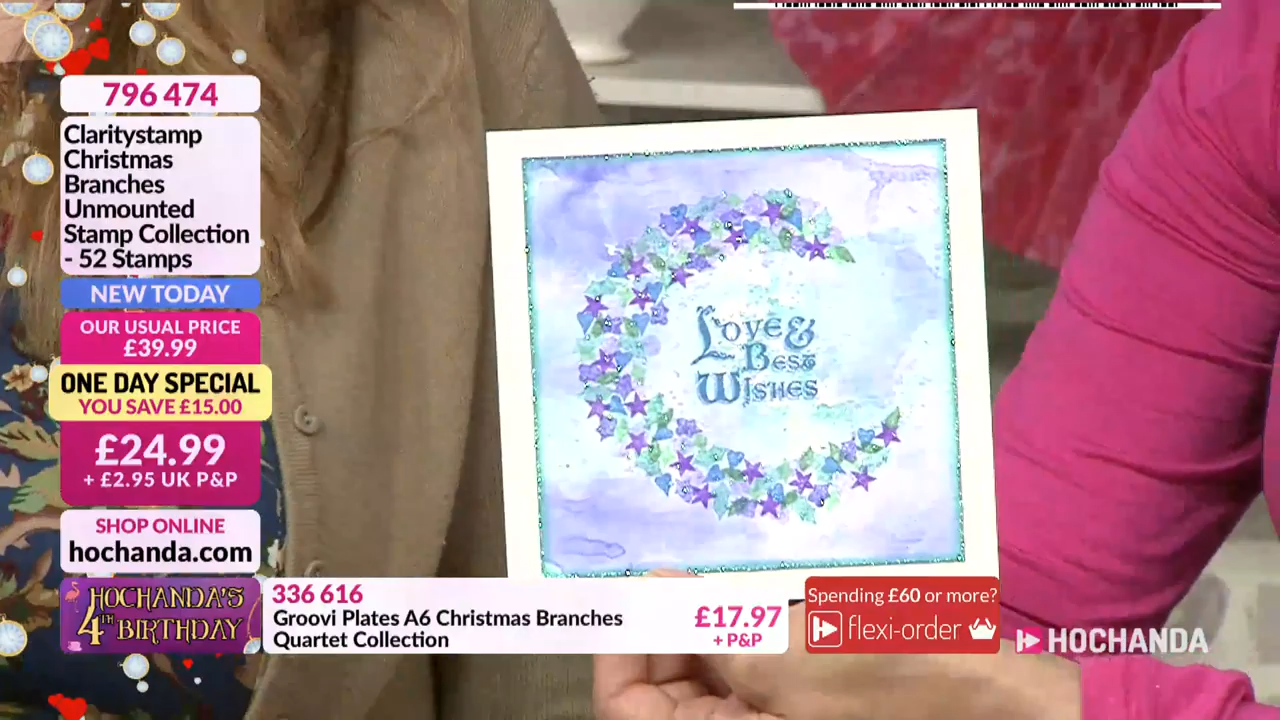 796 474
Claritystamp
Christmas
Branches
Unmounted
Stamp Collection
- 52 Stamps
NEW TODAY
OUR USUAL PRICE
£39.99
ONE DAY SPECIAL
YOU SAVE £15.00
£24.99
+ £2.95 UK P&P
SHOP ONLINE
hochanda.com
HOCHANDA'S
4TH BIRTHDAY
336 616
Groovi Plates A6 Christmas Branches
Quartet Collection
£17.97
+ P&P
Spending £60 or more?
flexi-order
HOCHANDA
Love &
Best
Wishes